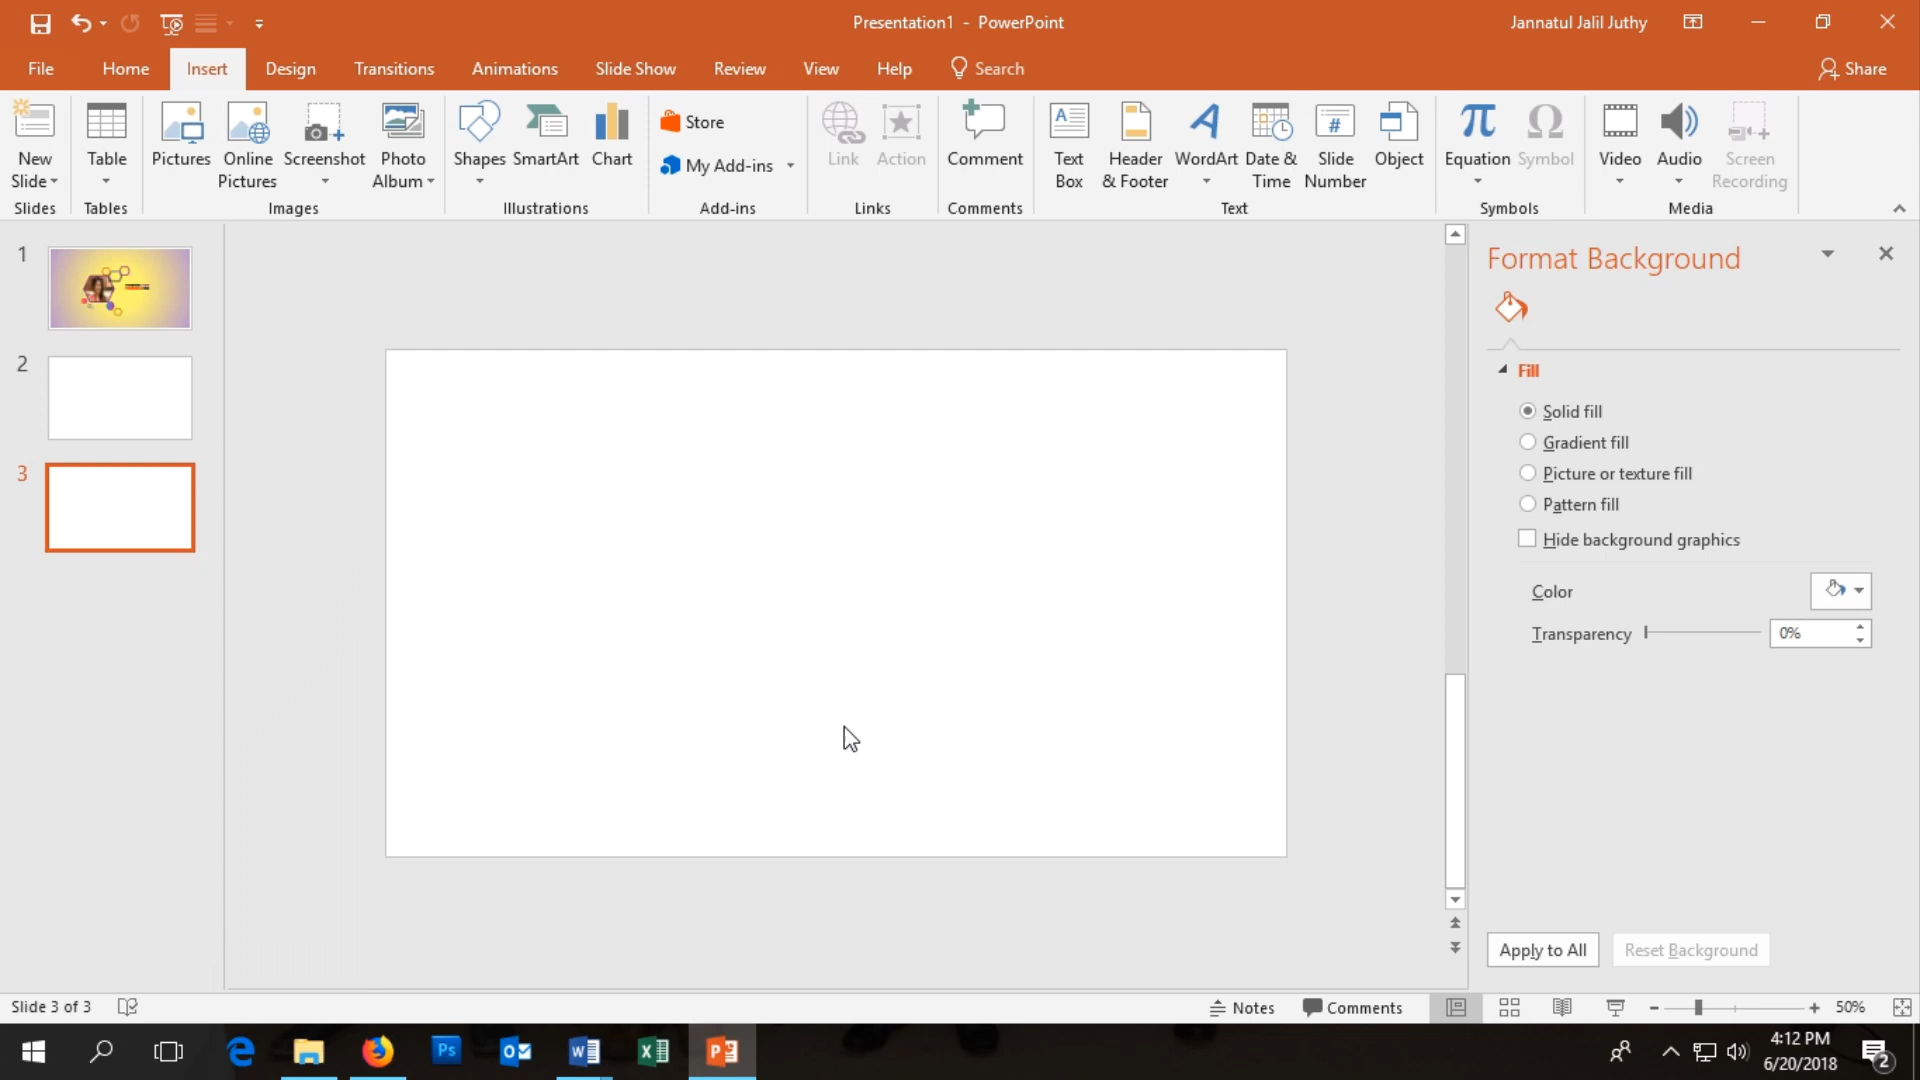 Presentation1 - PowerPoint
Jannatul Jalil Juthy
File Home Insert Design Transitions Animations Slide Show Review View Help Search Share
New Slide
Table
Pictures
Online Pictures
Screenshot
Photo Album
Shapes
SmartArt
Chart
Store
My Add-ins
Link
Action
Comment
Text Box
Header & Footer
WordArt
Date & Time
Slide Number
# 
Object
Equation
Symbol
Video
Audio
Screen Recording
Slides Tables Images Illustrations Add-ins Links Comments Text Symbols Media
1
2
3
Format Background
Fill
Solid fill
Gradient fill
Picture or texture fill
Pattern fill
Hide background graphics
Color
Transparency 0%
Apply to All Reset Background
Slide 3 of 3
Notes Comments 50%
Ps
4:12 PM
6/20/2018
2